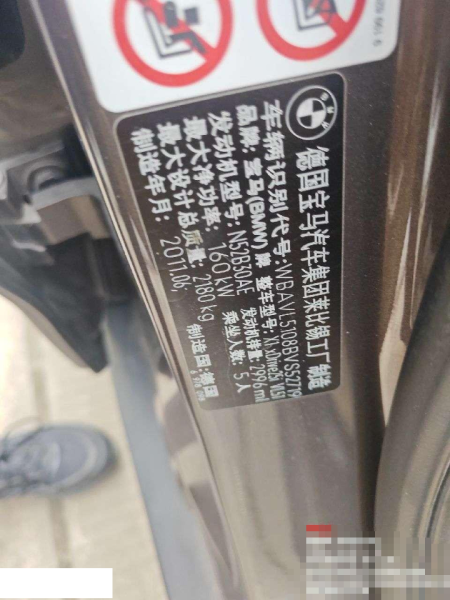 德国宝马汽车集团莱比锡工厂制造
车辆识别代号: WBAVL5108BVS52719
品牌: 宝马(BMW) 牌 整车型号: X1 xDrive28i VL51
发动机型号: N52B30AE 发动机排量: 2996 ml
最大净功率: 160 kW 乘坐人数: 5 人
最大设计总质量: 2180 kg
制造年月: 2011.06 制造国: 德国